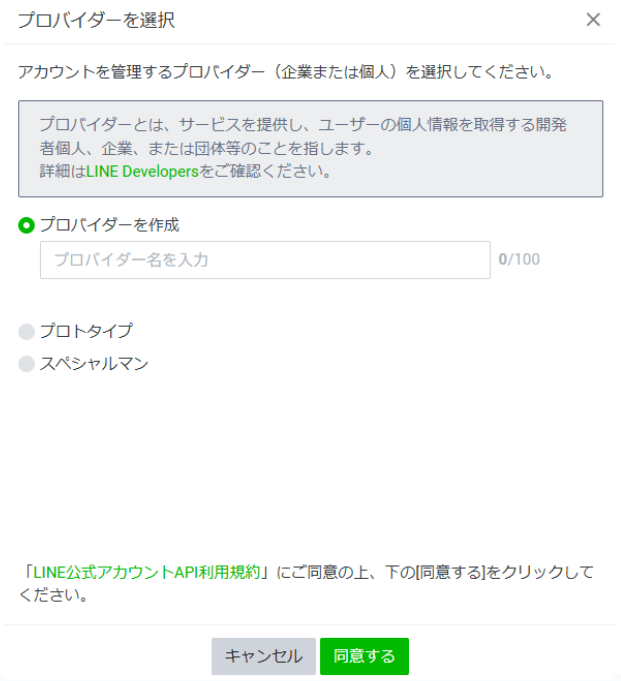 プロバイダーを選択
アカウントを管理するプロバイダー（企業または個人）を選択してください。
プロバイダーとは、サービスを提供し、ユーザーの個人情報を取得する開発
者個人、企業、または団体等のことを指します。
詳細はLINE Developersをご確認ください。
プロバイダーを作成
プロバイダー名を入力 0/100
プロトタイプ
スペシャルマン
「LINE公式アカウントAPI利用規約」にご同意の上、下の[同意する]をクリックして
ください。
キャンセル 同意する